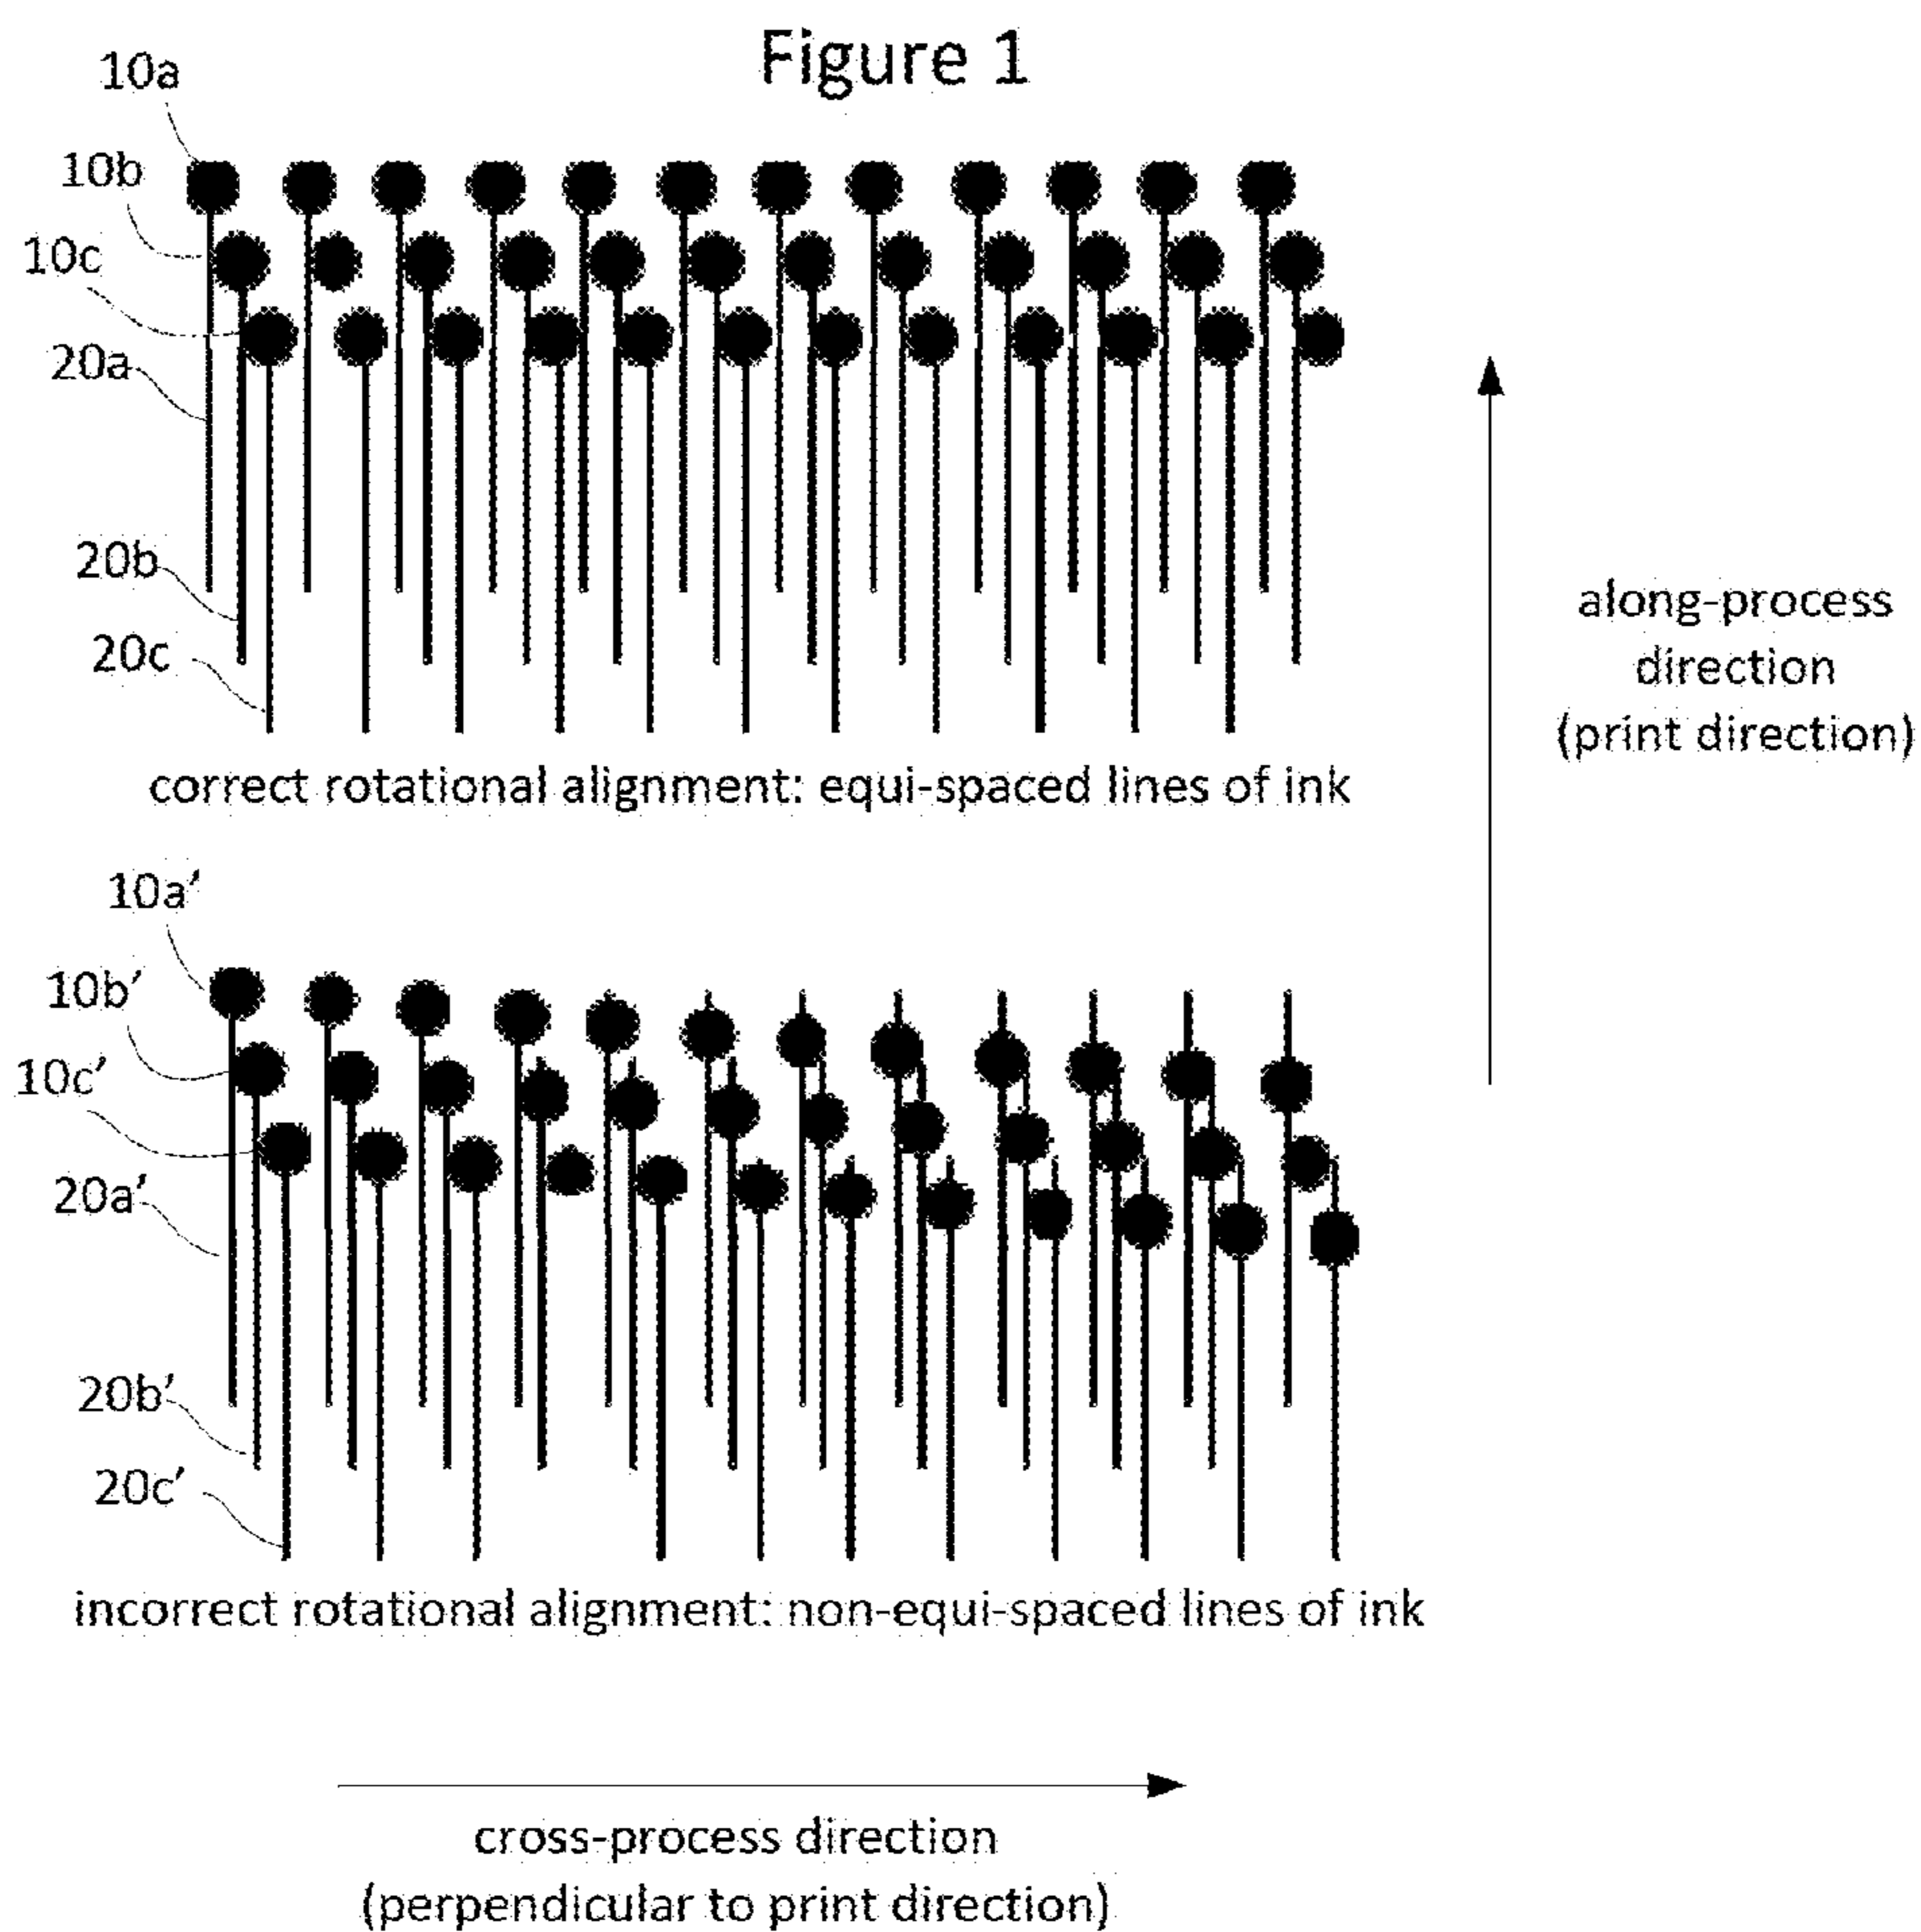 Figure 1
10a
10b
10c
20a
20b
20c
along-process
direction
(print direction)
correct rotational alignment: equi-spaced lines of ink
10a'
10b'
10c'
20a'
20b'
20c'
incorrect rotational alignment: non-equi-spaced lines of ink
cross-process direction
(perpendicular to print direction)